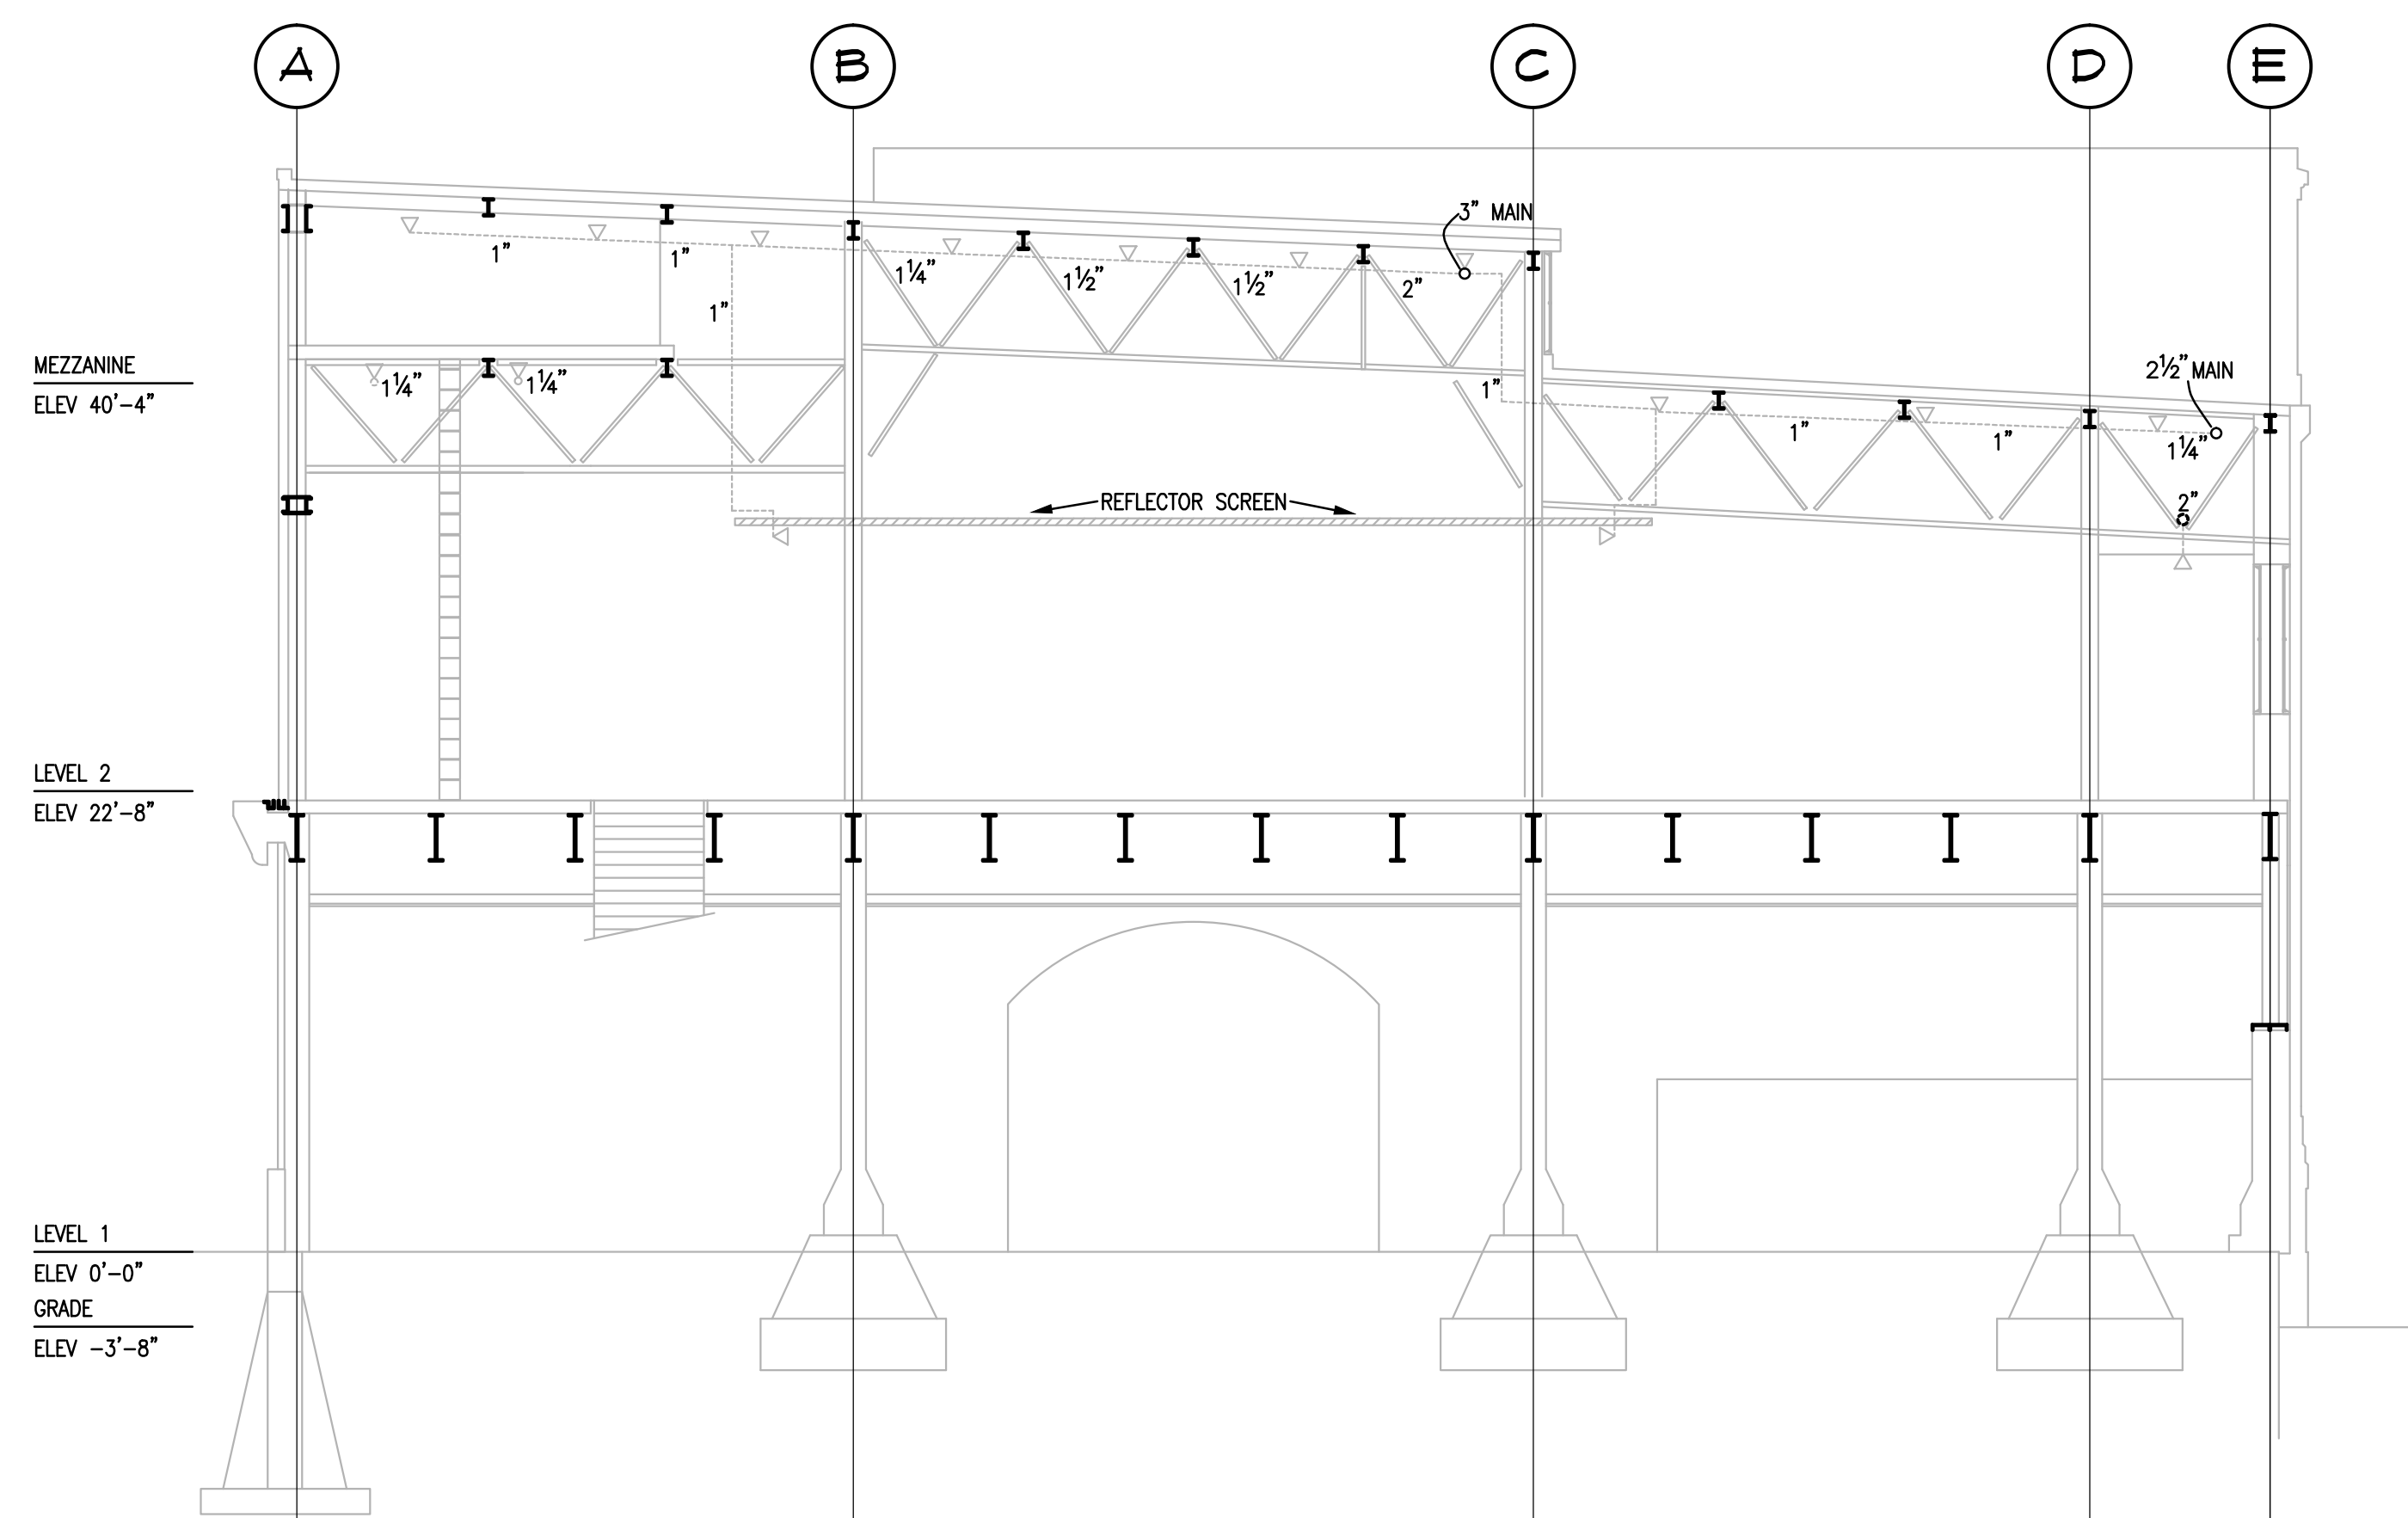 A B C D E
3” MAIN
1” 1” 1” 1¼” 1½” 1½” 2”
MEZZANINE
ELEV 40’-4”
1¼” 1¼” 1”
2½” MAIN
1” 1” 1¼”
REFLECTOR SCREEN
2”
LEVEL 2
ELEV 22’-8”
LEVEL 1
ELEV 0’-0”
GRADE
ELEV -3’-8”